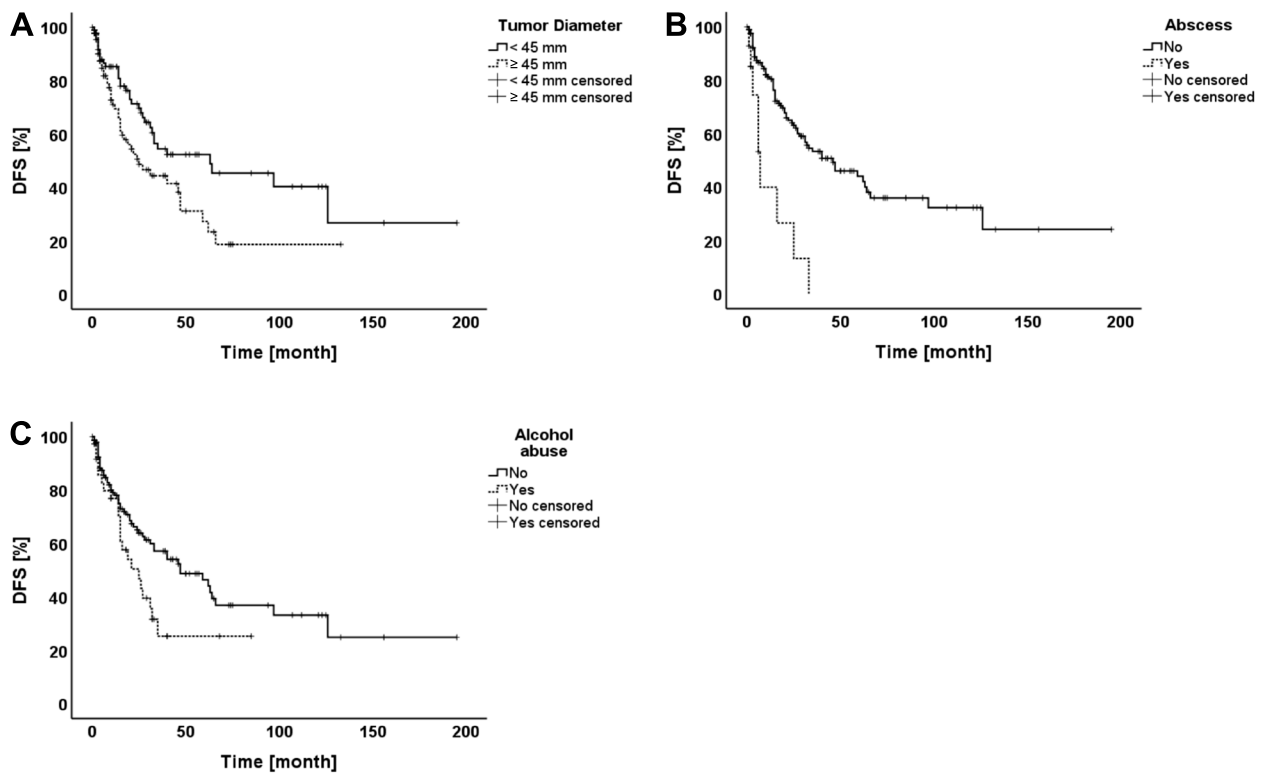 A
Tumor Diameter
< 45 mm
≥ 45 mm
< 45 mm censored
≥ 45 mm censored
DFS [%]
100
80
60
40
20
0
0 50 100 150 200
Time [month]
B
Abscess
No
Yes
No censored
Yes censored
DFS [%]
100
80
60
40
20
0
0 50 100 150 200
Time [month]
C
Alcohol
abuse
No
Yes
No censored
Yes censored
DFS [%]
100
80
60
40
20
0
0 50 100 150 200
Time [month]